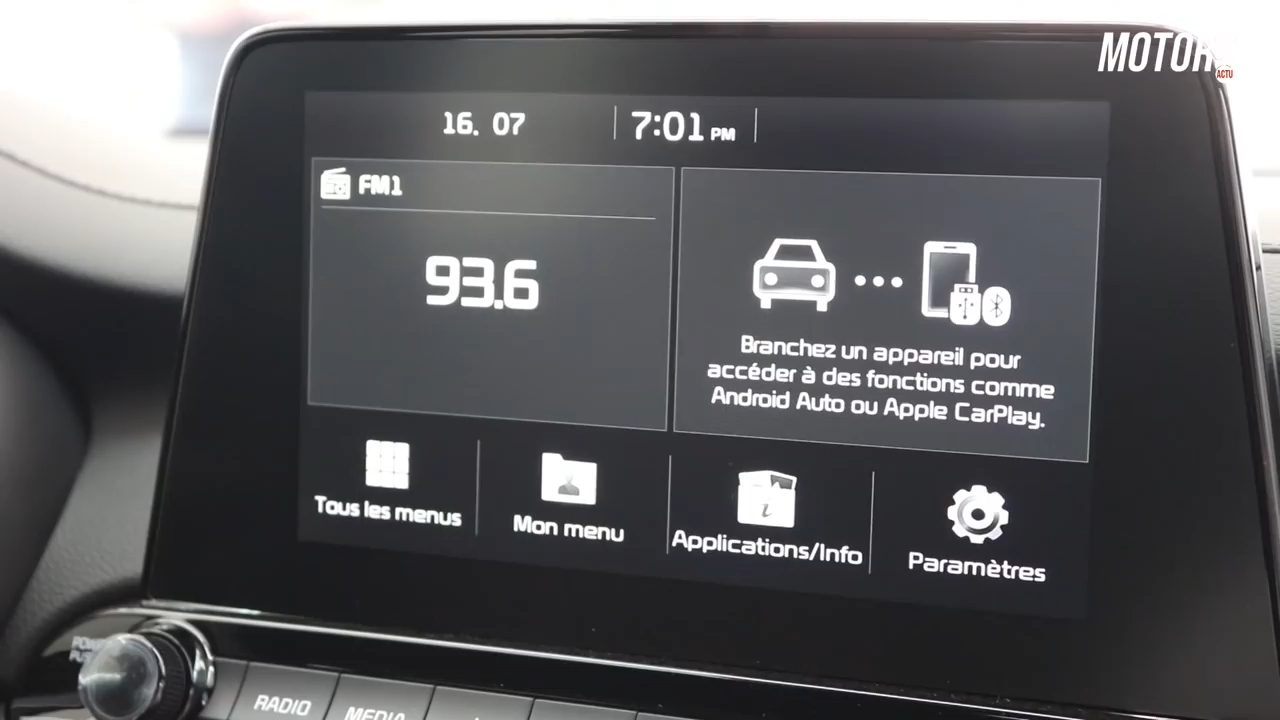 MOTOR
ACTU
16. 07
7:01 PM
FM1
93.6
Branchez un appareil pour
accéder à des fonctions comme
Android Auto ou Apple CarPlay.
Tous les menus
Mon menu
Applications/Info
Paramètres
RADIO
MEDIA